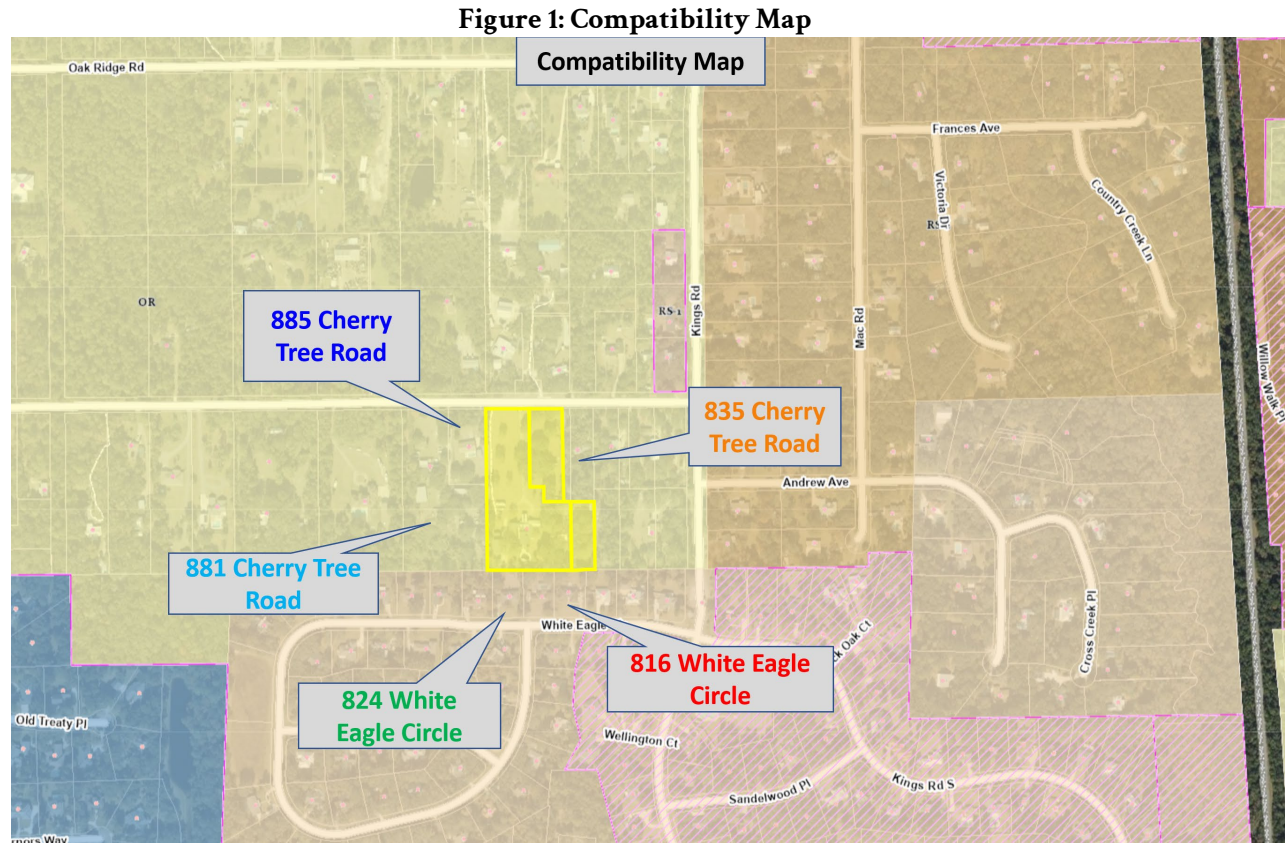 Figure 1: Compatibility Map
Compatibility Map
Oak Ridge Rd
Frances Ave
Victoria Dr
Country Creek Ln
RS
OR
RS-1
Kings Rd
Mac Rd
Willow Walk Pl
885 Cherry
Tree Road
835 Cherry
Tree Road
Andrew Ave
881 Cherry Tree
Road
White Eagle
Cross Creek Pl
ck Oak Ct
816 White Eagle
Circle
824 White
Eagle Circle
Old Treaty Pl
Wellington Ct
Sandelwood Pl
Kings Rd S
rnors Way